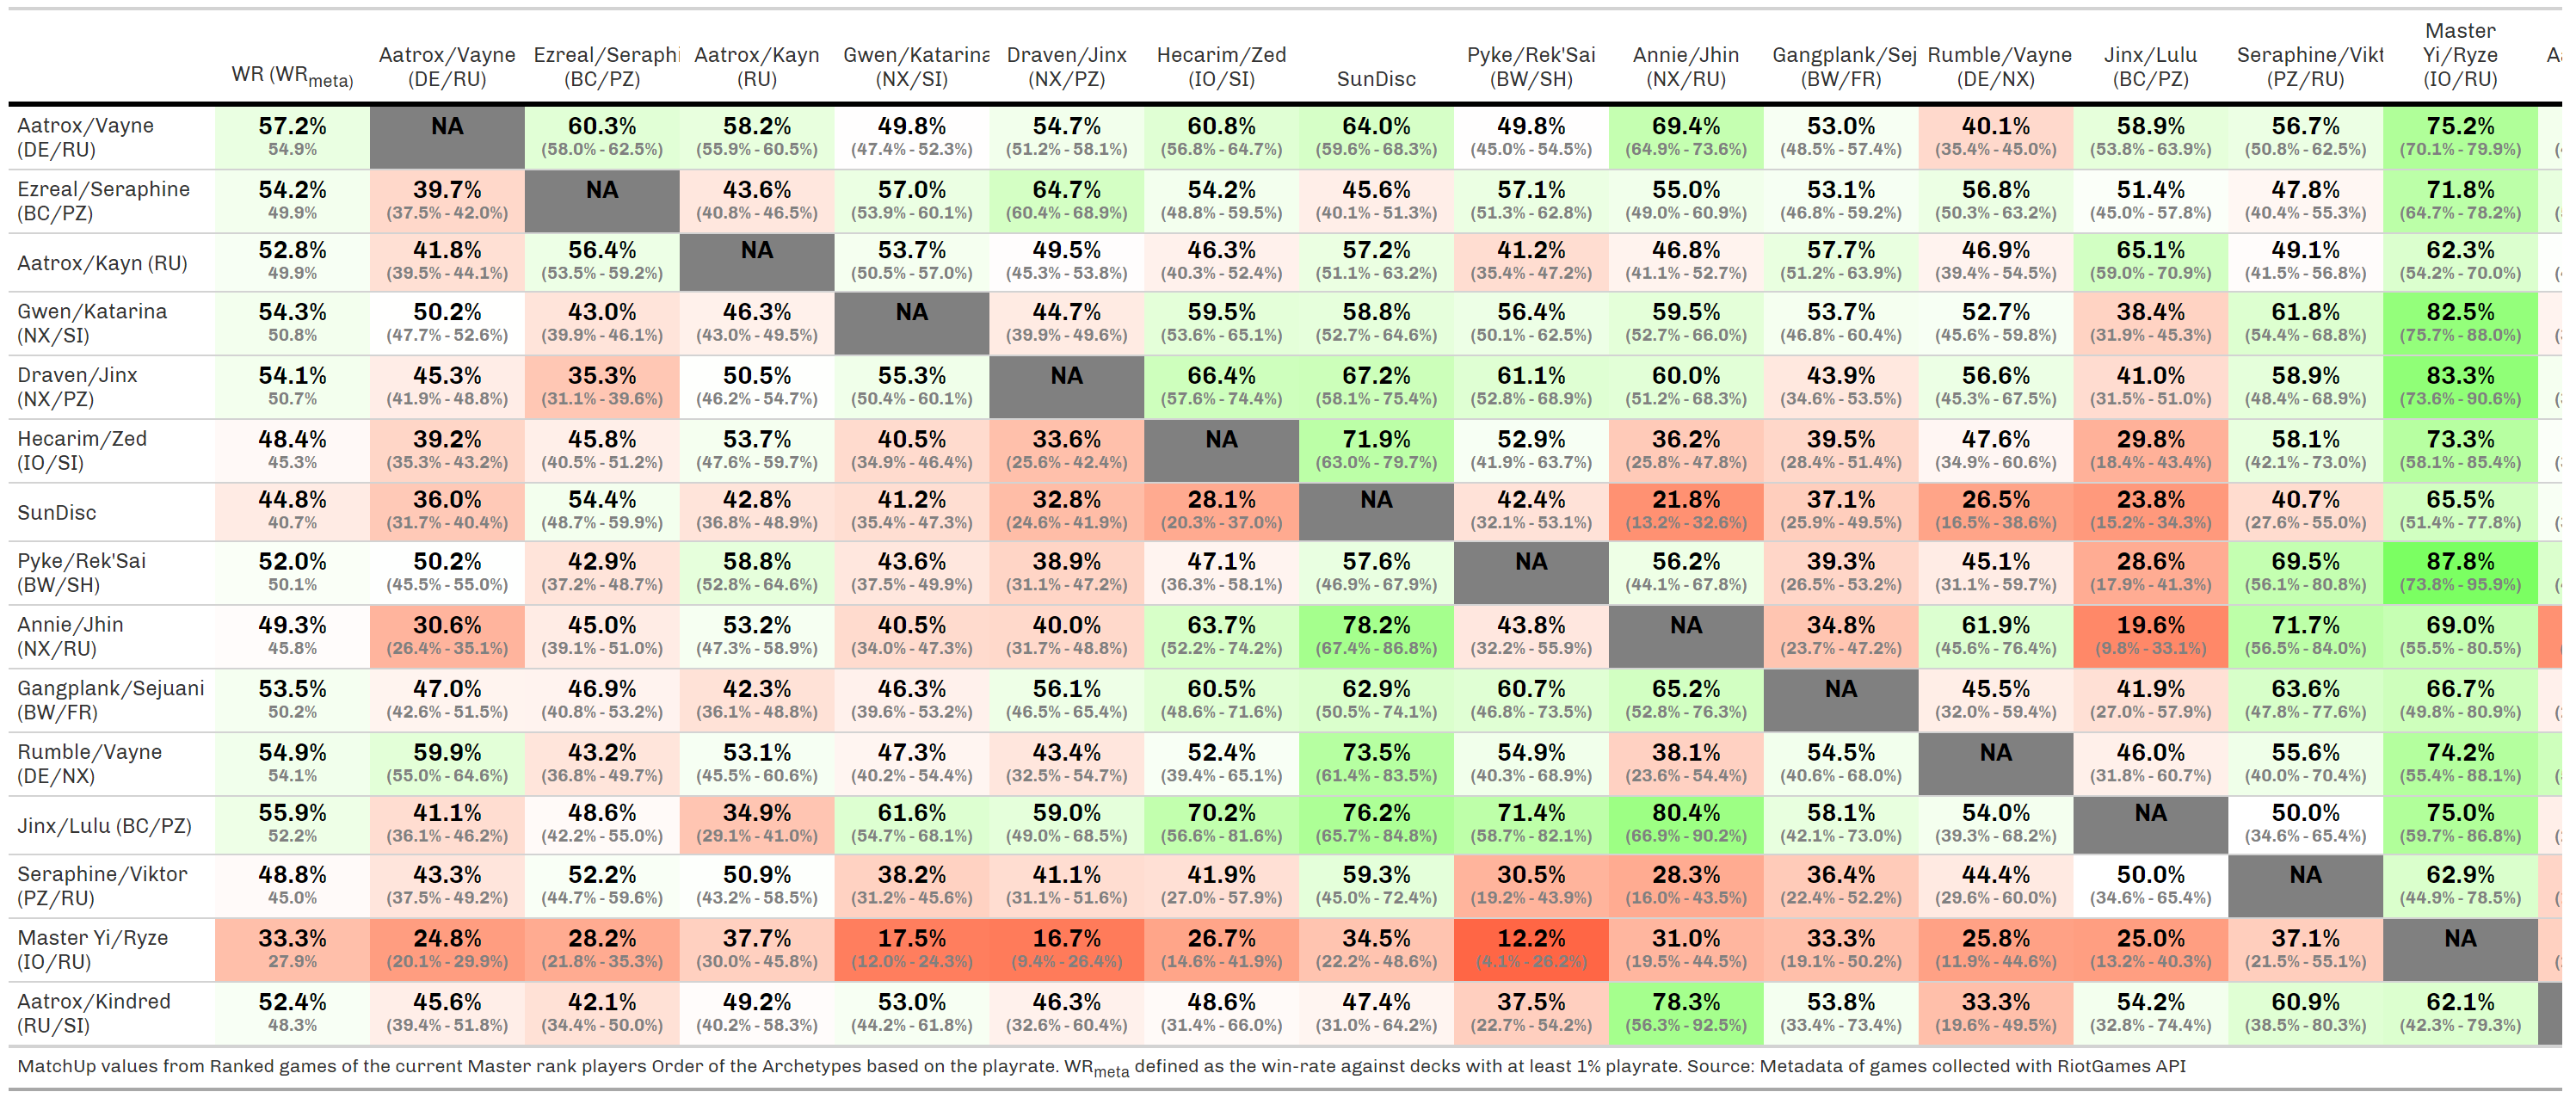 WR (WRmeta) Aatrox/Vayne (DE/RU) Ezreal/Seraphi (BC/PZ) Aatrox/Kayn (RU) Gwen/Katarina (NX/SI) Draven/Jinx (NX/PZ) Hecarim/Zed (IO/SI) SunDisc Pyke/Rek'Sai (BW/SH) Annie/Jhin (NX/RU) Gangplank/Sej (BW/FR) Rumble/Vayne (DE/NX) Jinx/Lulu (BC/PZ) Seraphine/Vikt (PZ/RU) Master Yi/Ryze (IO/RU)
Aatrox/Vayne 57.2% NA 60.3% 58.2% 49.8% 54.7% 60.8% 64.0% 49.8% 69.4% 53.0% 40.1% 58.9% 56.7% 75.2%
(DE/RU) 54.9% (58.0% - 62.5%) (55.9% - 60.5%) (47.4% - 52.3%) (51.2% - 58.1%) (56.8% - 64.7%) (59.6% - 68.3%) (45.0% - 54.5%) (64.9% - 73.6%) (48.5% - 57.4%) (35.4% - 45.0%) (53.8% - 63.9%) (50.8% - 62.5%) (70.1% - 79.9%)
Ezreal/Seraphine 54.2% 39.7% NA 43.6% 57.0% 64.7% 54.2% 45.6% 57.1% 55.0% 53.1% 56.8% 51.4% 47.8% 71.8%
(BC/PZ) 49.9% (37.5% - 42.0%) (40.8% - 46.5%) (53.9% - 60.1%) (60.4% - 68.9%) (48.8% - 59.5%) (40.1% - 51.3%) (51.3% - 62.8%) (49.0% - 60.9%) (46.8% - 59.2%) (50.3% - 63.2%) (45.0% - 57.8%) (40.4% - 55.3%) (64.7% - 78.2%)
Aatrox/Kayn (RU) 52.8% 41.8% 56.4% NA 53.7% 49.5% 46.3% 57.2% 41.2% 46.8% 57.7% 46.9% 65.1% 49.1% 62.3%
49.9% (39.5% - 44.1%) (53.5% - 59.2%) (50.5% - 57.0%) (45.3% - 53.8%) (40.3% - 52.4%) (51.1% - 63.2%) (35.4% - 47.2%) (41.1% - 52.7%) (51.2% - 63.9%) (39.4% - 54.5%) (59.0% - 70.9%) (41.5% - 56.8%) (54.2% - 70.0%)
Gwen/Katarina 54.3% 50.2% 43.0% 46.3% NA 44.7% 59.5% 58.8% 56.4% 59.5% 53.7% 52.7% 38.4% 61.8% 82.5%
(NX/SI) 50.8% (47.7% - 52.6%) (39.9% - 46.1%) (43.0% - 49.5%) (39.9% - 49.6%) (53.6% - 65.1%) (52.7% - 64.6%) (50.1% - 62.5%) (52.7% - 66.0%) (46.8% - 60.4%) (45.6% - 59.8%) (31.9% - 45.3%) (54.4% - 68.8%) (75.7% - 88.0%)
Draven/Jinx 54.1% 45.3% 35.3% 50.5% 55.3% NA 66.4% 67.2% 61.1% 60.0% 43.9% 56.6% 41.0% 58.9% 83.3%
(NX/PZ) 50.7% (41.9% - 48.8%) (31.1% - 39.6%) (46.2% - 54.7%) (50.4% - 60.1%) (57.6% - 74.4%) (58.1% - 75.4%) (52.8% - 68.9%) (51.2% - 68.3%) (34.6% - 53.5%) (45.3% - 67.5%) (31.5% - 51.0%) (48.4% - 68.9%) (73.6% - 90.6%)
Hecarim/Zed 48.4% 39.2% 45.8% 53.7% 40.5% 33.6% NA 71.9% 52.9% 36.2% 39.5% 47.6% 29.8% 58.1% 73.3%
(IO/SI) 45.3% (35.3% - 43.2%) (40.5% - 51.2%) (47.6% - 59.7%) (34.9% - 46.4%) (25.6% - 42.4%) (63.0% - 79.7%) (41.9% - 63.7%) (25.8% - 47.8%) (28.4% - 51.4%) (34.9% - 60.6%) (18.4% - 43.4%) (42.1% - 73.0%) (58.1% - 85.4%)
SunDisc 44.8% 36.0% 54.4% 42.8% 41.2% 32.8% 28.1% NA 42.4% 21.8% 37.1% 26.5% 23.8% 40.7% 65.5%
40.7% (31.7% - 40.4%) (48.7% - 59.9%) (36.8% - 48.9%) (35.4% - 47.3%) (24.6% - 41.9%) (20.3% - 37.0%) (32.1% - 53.1%) (13.2% - 32.6%) (25.9% - 49.5%) (16.5% - 38.6%) (15.2% - 34.3%) (27.6% - 55.0%) (51.4% - 77.8%)
Pyke/Rek'Sai 52.0% 50.2% 42.9% 58.8% 43.6% 38.9% 47.1% 57.6% NA 56.2% 39.3% 45.1% 28.6% 69.5% 87.8%
(BW/SH) 50.1% (45.5% - 55.0%) (37.2% - 48.7%) (52.8% - 64.6%) (37.5% - 49.9%) (31.1% - 47.2%) (36.3% - 58.1%) (46.9% - 67.9%) (44.1% - 67.8%) (26.5% - 53.2%) (31.1% - 59.7%) (17.9% - 41.3%) (56.1% - 80.8%) (73.8% - 95.9%)
Annie/Jhin 49.3% 30.6% 45.0% 53.2% 40.5% 40.0% 63.7% 78.2% 43.8% NA 34.8% 61.9% 19.6% 71.7% 69.0%
(NX/RU) 45.8% (26.4% - 35.1%) (39.1% - 51.0%) (47.3% - 58.9%) (34.0% - 47.3%) (31.7% - 48.8%) (52.2% - 74.2%) (67.4% - 86.8%) (32.2% - 55.9%) (23.7% - 47.2%) (45.6% - 76.4%) (9.8% - 33.1%) (56.5% - 84.0%) (55.5% - 80.5%)
Gangplank/Sejuani 53.5% 47.0% 46.9% 42.3% 46.3% 56.1% 60.5% 62.9% 60.7% 65.2% NA 45.5% 41.9% 63.6% 66.7%
(BW/FR) 50.2% (42.6% - 51.5%) (40.8% - 53.2%) (36.1% - 48.8%) (39.6% - 53.2%) (46.5% - 65.4%) (48.6% - 71.6%) (50.5% - 74.1%) (46.8% - 73.5%) (52.8% - 76.3%) (32.0% - 59.4%) (27.0% - 57.9%) (47.8% - 77.6%) (49.8% - 80.9%)
Rumble/Vayne 54.9% 59.9% 43.2% 53.1% 47.3% 43.4% 52.4% 73.5% 54.9% 38.1% 54.5% NA 46.0% 55.6% 74.2%
(DE/NX) 54.1% (55.0% - 64.6%) (36.8% - 49.7%) (45.5% - 60.6%) (40.2% - 54.4%) (32.5% - 54.7%) (39.4% - 65.1%) (61.4% - 83.5%) (40.3% - 68.9%) (23.6% - 54.4%) (40.6% - 68.0%) (31.8% - 60.7%) (40.0% - 70.4%) (55.4% - 88.1%)
Jinx/Lulu (BC/PZ) 55.9% 41.1% 48.6% 34.9% 61.6% 59.0% 70.2% 76.2% 71.4% 80.4% 58.1% 54.0% NA 50.0% 75.0%
52.2% (36.1% - 46.2%) (42.2% - 55.0%) (29.1% - 41.0%) (54.7% - 68.1%) (49.0% - 68.5%) (56.6% - 81.6%) (65.7% - 84.8%) (58.7% - 82.1%) (66.9% - 90.2%) (42.1% - 73.0%) (39.3% - 68.2%) (34.6% - 65.4%) (59.7% - 86.8%)
Seraphine/Viktor 48.8% 43.3% 52.2% 50.9% 38.2% 41.1% 41.9% 59.3% 30.5% 28.3% 36.4% 44.4% 50.0% NA 62.9%
(PZ/RU) 45.0% (37.5% - 49.2%) (44.7% - 59.6%) (43.2% - 58.5%) (31.2% - 45.6%) (31.1% - 51.6%) (27.0% - 57.9%) (45.0% - 72.4%) (19.2% - 43.9%) (16.0% - 43.5%) (22.4% - 52.2%) (29.6% - 60.0%) (34.6% - 65.4%) (44.9% - 78.5%)
Master Yi/Ryze 33.3% 24.8% 28.2% 37.7% 17.5% 16.7% 26.7% 34.5% 12.2% 31.0% 33.3% 25.8% 25.0% 37.1% NA
(IO/RU) 27.9% (20.1% - 29.9%) (21.8% - 35.3%) (30.0% - 45.8%) (12.0% - 24.3%) (9.4% - 26.4%) (14.6% - 41.9%) (22.2% - 48.6%) (4.1% - 26.2%) (19.5% - 44.5%) (19.1% - 50.2%) (11.9% - 44.6%) (13.2% - 40.3%) (21.5% - 55.1%)
Aatrox/Kindred 52.4% 45.6% 42.1% 49.2% 53.0% 46.3% 48.6% 47.4% 37.5% 78.3% 53.8% 33.3% 54.2% 60.9% 62.1%
(RU/SI) 48.3% (39.4% - 51.8%) (34.4% - 50.0%) (40.2% - 58.3%) (44.2% - 61.8%) (32.6% - 60.4%) (31.4% - 66.0%) (31.0% - 64.2%) (22.7% - 54.2%) (56.3% - 92.5%) (33.4% - 73.4%) (19.6% - 49.5%) (32.8% - 74.4%) (38.5% - 80.3%) (42.3% - 79.3%)
MatchUp values from Ranked games of the current Master rank players Order of the Archetypes based on the playrate. WRmeta defined as the win-rate against decks with at least 1% playrate. Source: Metadata of games collected with RiotGames API